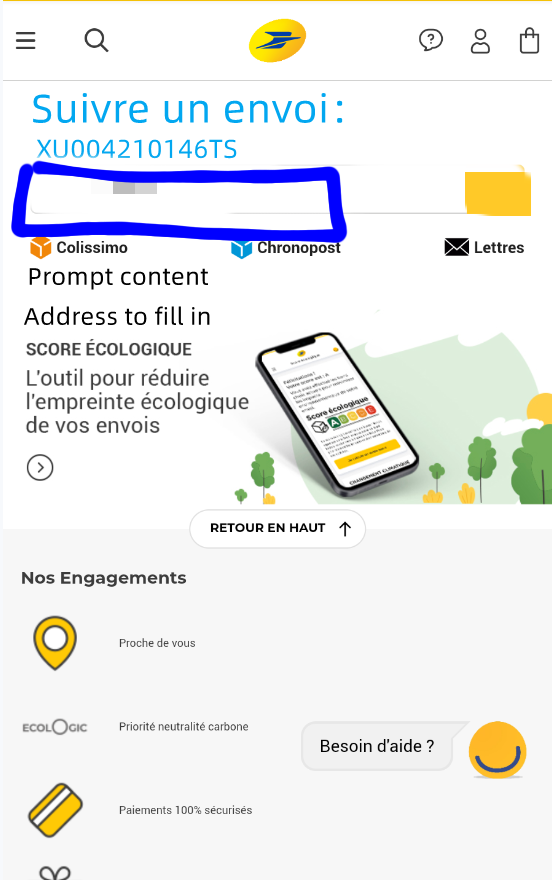 Suivre un envoi :
XU004210146TS
Colissimo
Chronopost
Lettres
Prompt content
Address to fill in
SCORE ÉCOLOGIQUE
L'outil pour réduire
l'empreinte écologique
de vos envois
Score écologique
A
CHANGEMENT CLIMATIQUE
RETOUR EN HAUT
Nos Engagements
Proche de vous
ECOLOGIC
Priorité neutralité carbone
Besoin d'aide ?
Paiements 100% sécurisés